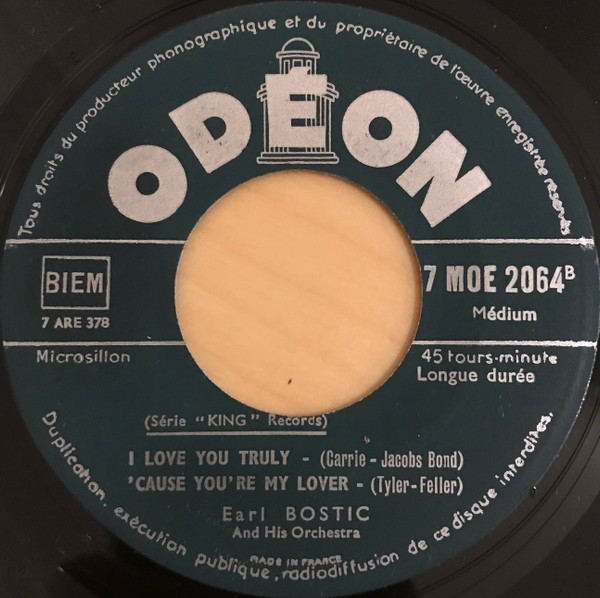 Tous droits du producteur phonographique et du propriétaire de l'œuvre enregistrée réservés
ODEON
BIEM
7 ARE 378
7 MOE 2064B
Médium
Microsillon
45 tours-minute
Longue durée
(Série "KING" Records)
I LOVE YOU TRULY - (Carrie - Jacobs Bond)
'CAUSE YOU'RE MY LOVER - (Tyler-Feller)
Earl BOSTIC
And His Orchestra
MADE IN FRANCE
Duplication, exécution publique, radiodiffusion de ce disque interdites.